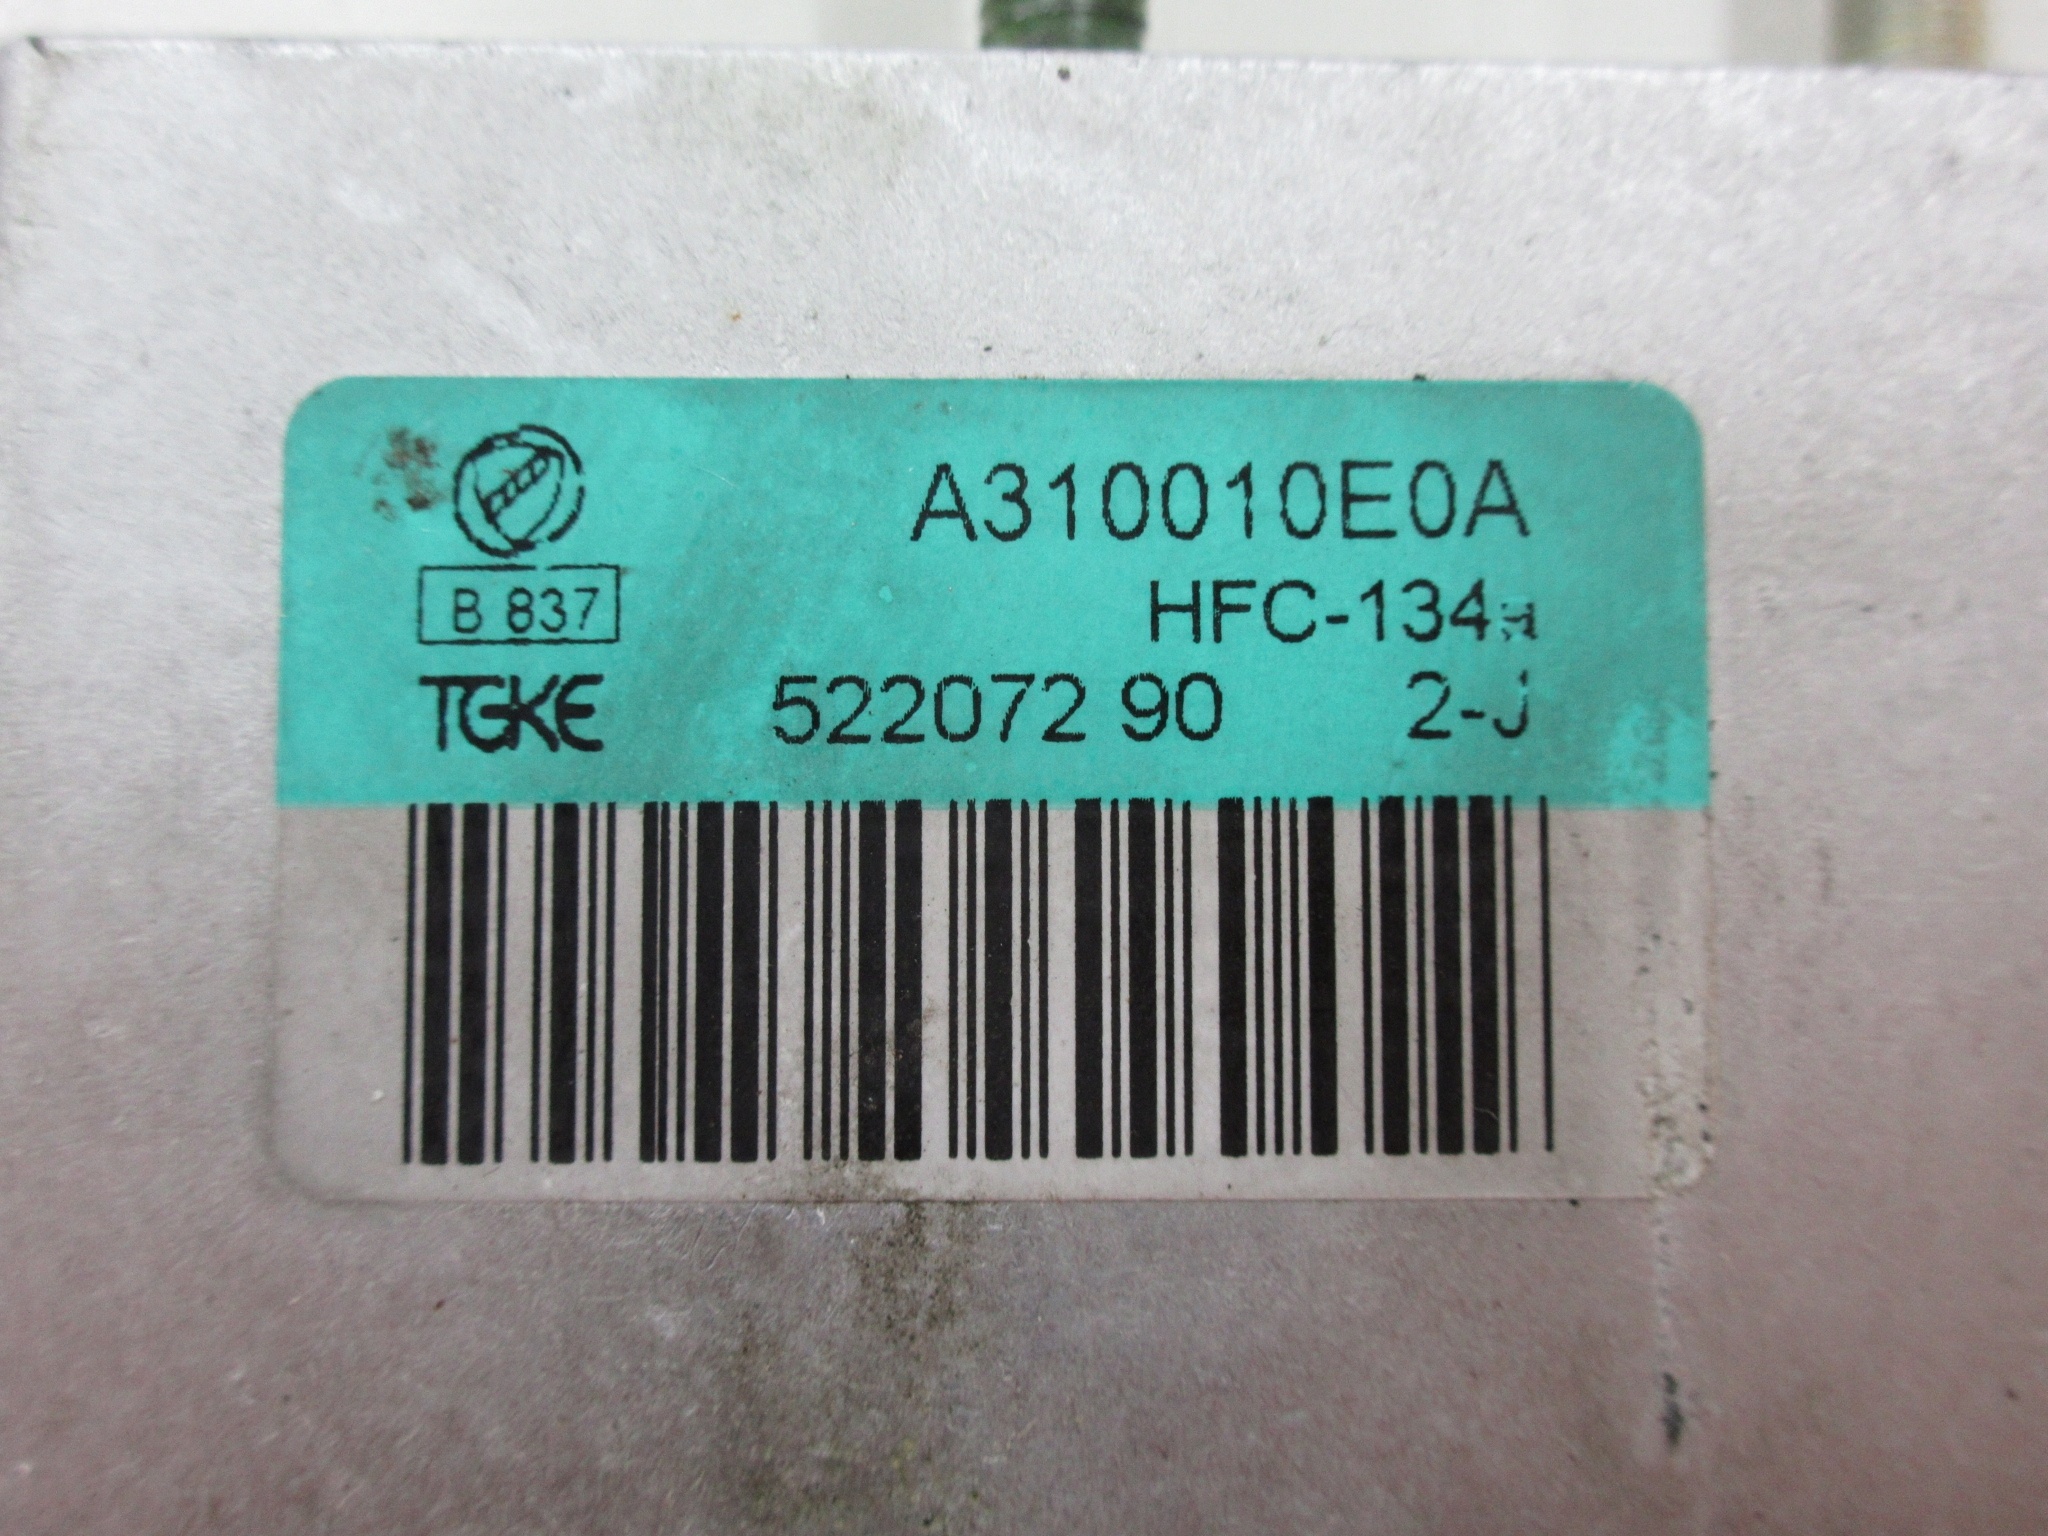 A310010E0A
B 837
HFC-134a
TGKE 522072 90 2-J